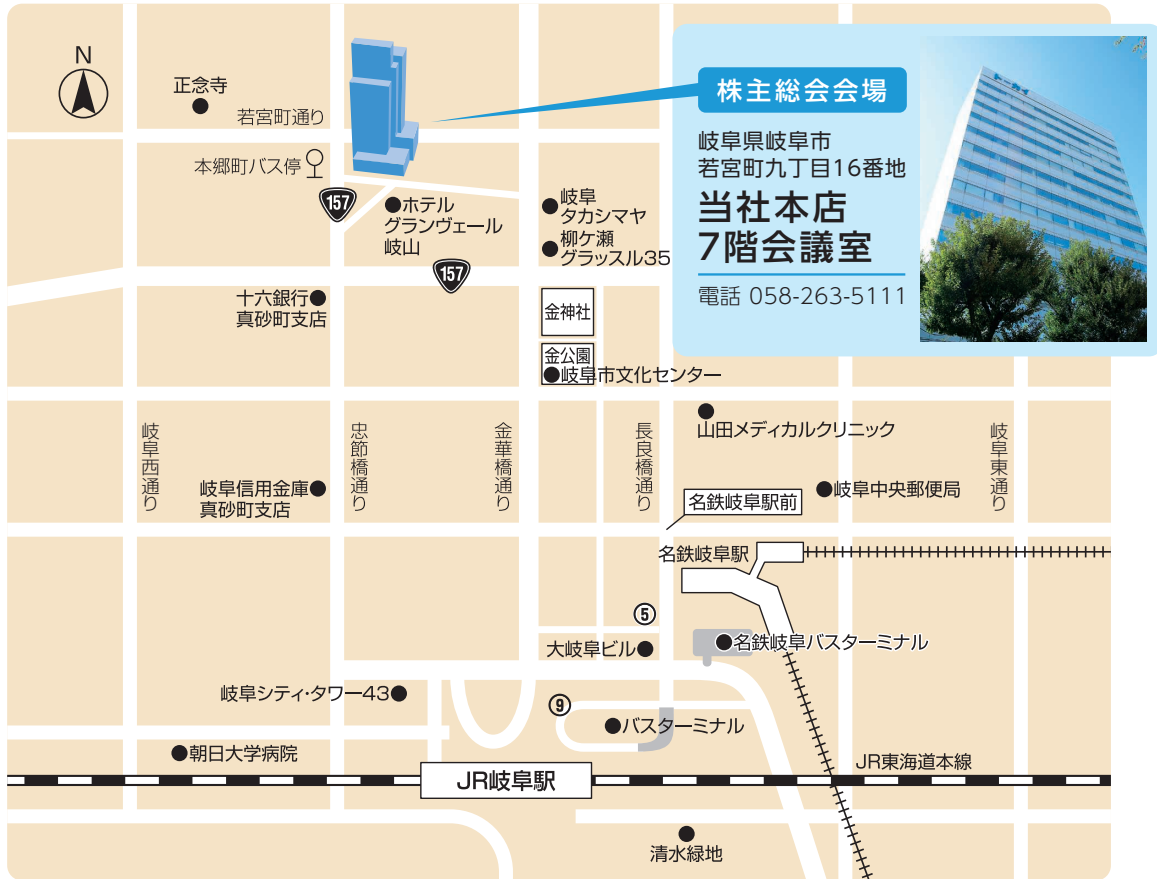 N
正念寺
若宮町通り
本郷町バス停
157
ホテル
グランヴェール
岐山
岐阜
タカシマヤ
柳ケ瀬
グラッスル35
157
株主総会会場
岐阜県岐阜市
若宮町九丁目16番地
当社本店
7階会議室
電話 058-263-5111
トーカイ
十六銀行
真砂町支店
金神社
金公園
岐阜市文化センター
山田メディカルクリニック
岐阜西通り
忠節橋通り
金華橋通り
長良橋通り
岐阜東通り
岐阜信用金庫
真砂町支店
名鉄岐阜駅前
岐阜中央郵便局
名鉄岐阜駅
5
大岐阜ビル
名鉄岐阜バスターミナル
岐阜シティ・タワー43
9
バスターミナル
朝日大学病院
JR岐阜駅
JR東海道本線
清水緑地